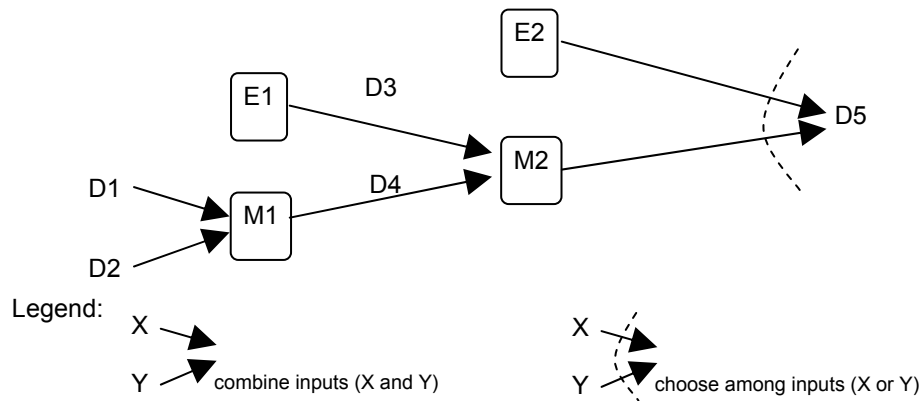 E2
E1
D3
D5
M2
D1
D4
M1
D2
Legend:
X
Y
combine inputs (X and Y)
X
Y
choose among inputs (X or Y)